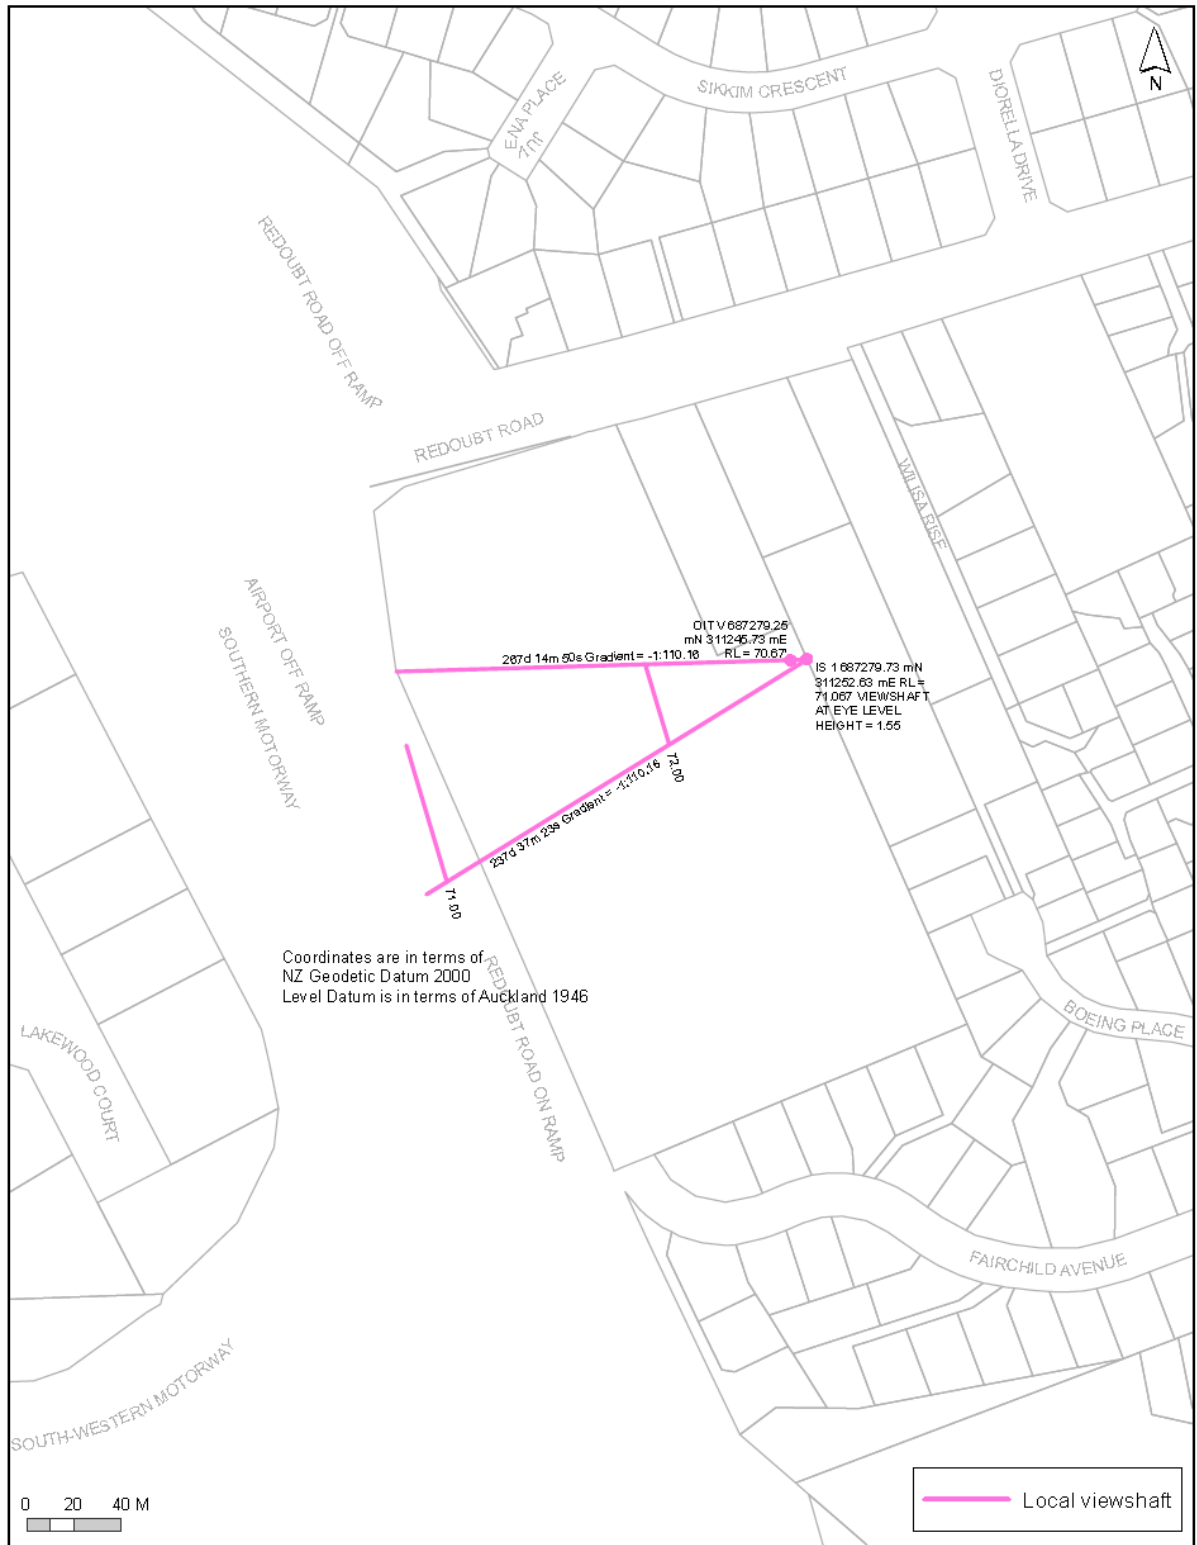 SIKKIM CRESCENT
N
ENA PLACE
DIORELLA DRIVE
REDOUBT ROAD OFF RAMP
REDOUBT ROAD
WILISA RISE
AIRPORT OFF RAMP
SOUTHERN MOTORWAY
OIT V 687279.25
mN 311245.73 mE
RL = 70.67
267d 14m 50s Gradient = -1:110.16
IS 1 687279.73 mN
311252.63 mE RL =
71.067 VIEWSHAFT
AT EYE LEVEL
HEIGHT = 1.55
72.00
237d 37m 23s Gradient = -1:110.16
71.00
Coordinates are in terms of
NZ Geodetic Datum 2000
Level Datum is in terms of Auckland 1946
REDOUBT ROAD ON RAMP
LAKEWOOD COURT
BOEING PLACE
FAIRCHILD AVENUE
SOUTH-WESTERN MOTORWAY
0 20 40 M
Local viewshaft